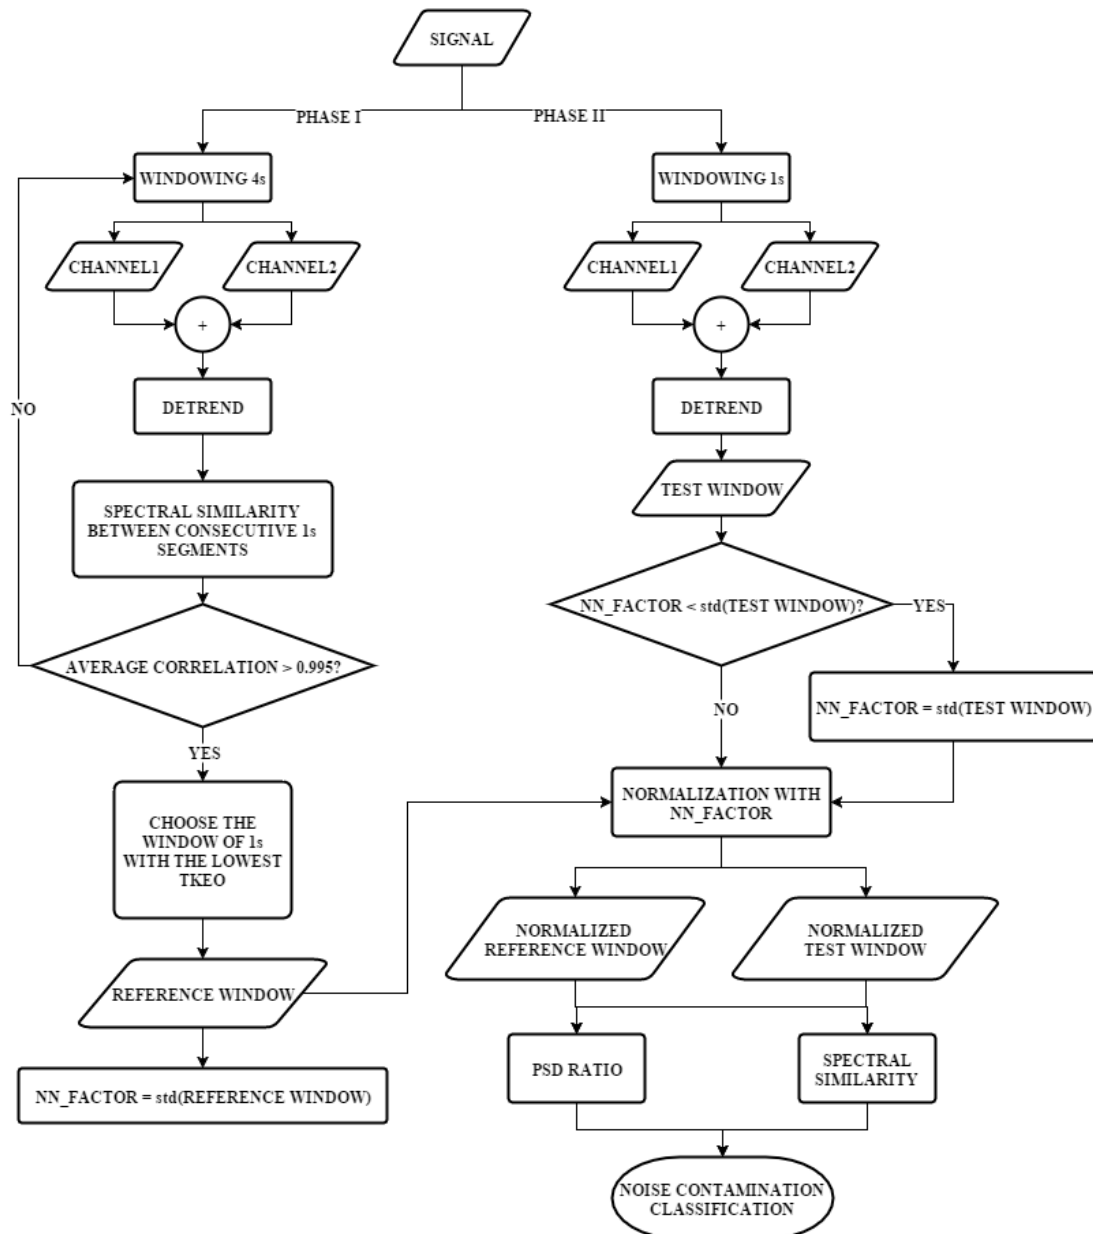 SIGNAL
PHASE I
PHASE II
WINDOWING 4s
CHANNEL1
CHANNEL2
+
DETREND
NO
SPECTRAL SIMILARITY
BETWEEN CONSECUTIVE 1s
SEGMENTS
AVERAGE CORRELATION > 0.995?
YES
CHOOSE THE
WINDOW OF 1s
WITH THE LOWEST
TKEO
REFERENCE WINDOW
NN_FACTOR = std(REFERENCE WINDOW)
WINDOWING 1s
CHANNEL1
CHANNEL2
+
DETREND
TEST WINDOW
NN_FACTOR < std(TEST WINDOW)?
YES
NN_FACTOR = std(TEST WINDOW)
NO
NORMALIZATION WITH
NN_FACTOR
NORMALIZED
REFERENCE WINDOW
NORMALIZED
TEST WINDOW
PSD RATIO
SPECTRAL
SIMILARITY
NOISE CONTAMINATION
CLASSIFICATION